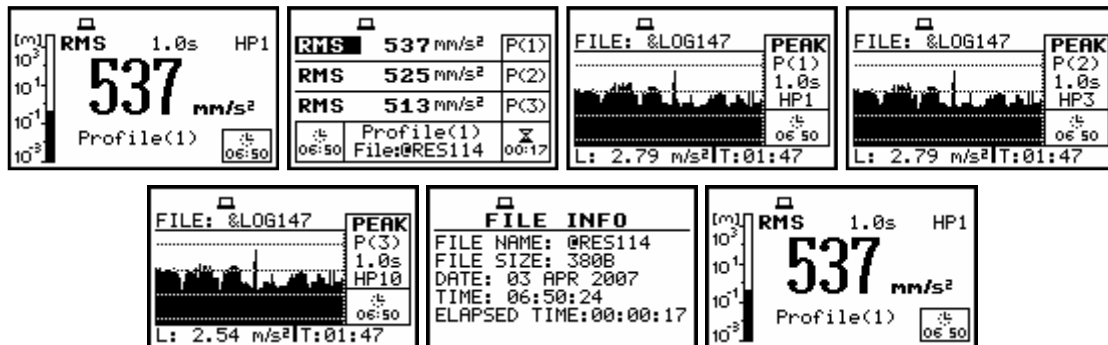 [m] RMS 1.0s HP1
10³
537
10¹
mm/s²
10⁻¹
Profile(1)
10⁻³
06:50
RMS 537 mm/s² P(1)
RMS 525 mm/s² P(2)
RMS 513 mm/s² P(3)
06:50 Profile(1) 00:17
File:@RES114
FILE: &LOG147 PEAK
P(1)
1.0s
HP1
06:50
L: 2.79 m/s² T:01:47
FILE: &LOG147 PEAK
P(2)
1.0s
HP3
06:50
L: 2.79 m/s² T:01:47
FILE: &LOG147 PEAK
P(3)
1.0s
HP10
06:50
L: 2.54 m/s² T:01:47
FILE INFO
FILE NAME: @RES114
FILE SIZE: 380B
DATE: 03 APR 2007
TIME: 06:50:24
ELAPSED TIME:00:00:17
[m] RMS 1.0s HP1
10³
537
10¹
mm/s²
10⁻¹
Profile(1)
10⁻³
06:50